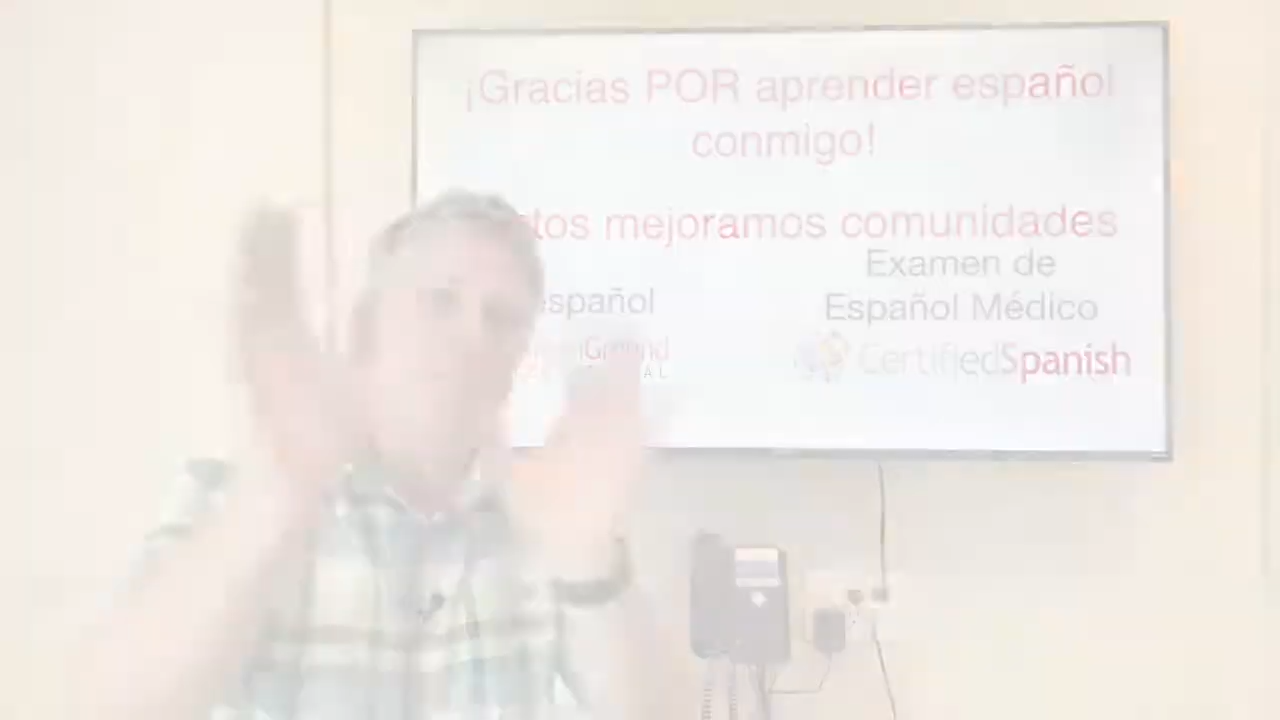 ¡Gracias POR aprender español
conmigo!
mejoramos comunidades
Examen de
Español Médico
español
CertifiedSpanish